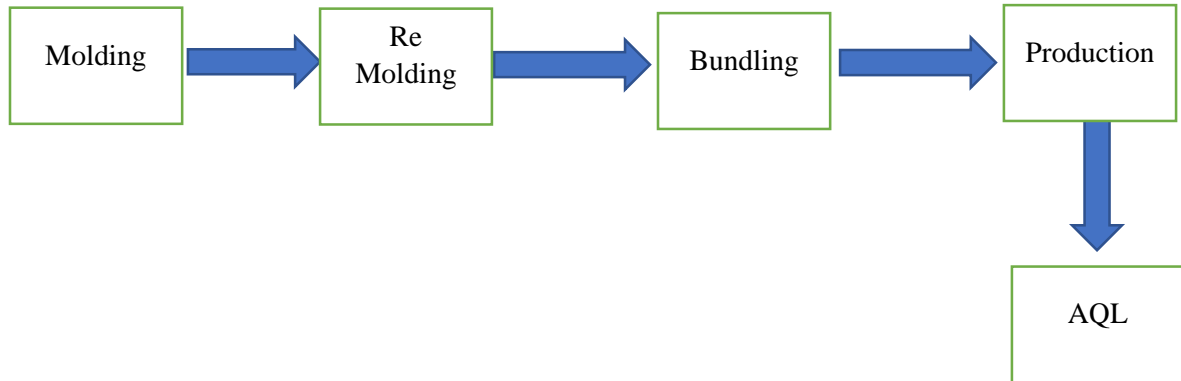 Molding
Re
Molding
Bundling
Production
AQL